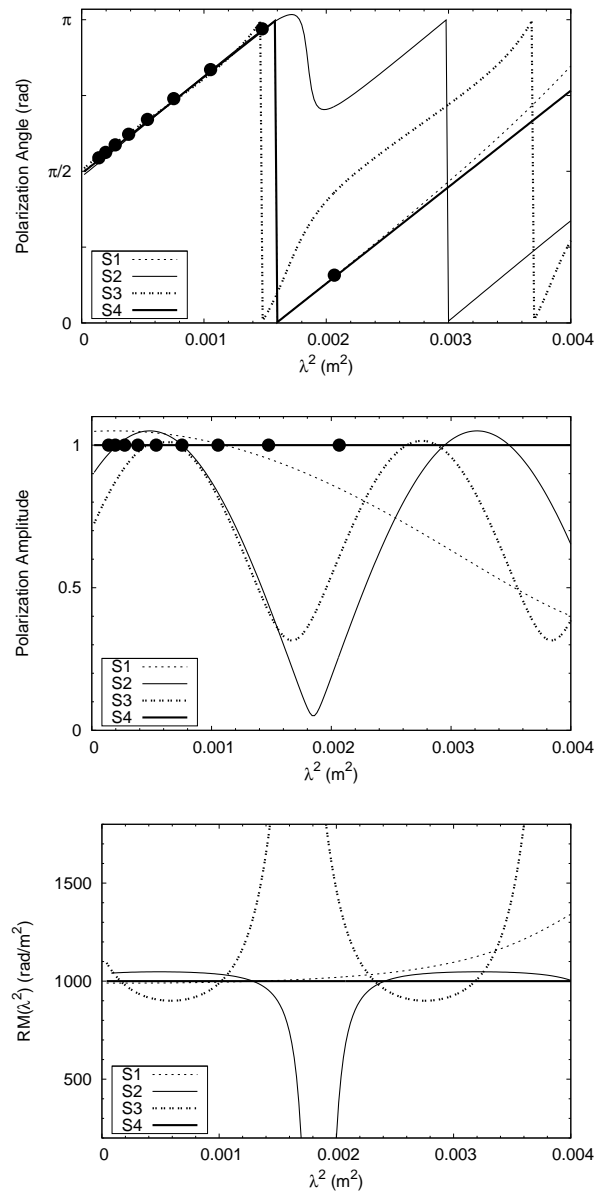 π
π/2
0
Polarization Angle (rad)
S1
S2
S3
S4
0 0.001 0.002 0.003 0.004
λ² (m²)
1
0.5
0
Polarization Amplitude
S1
S2
S3
S4
0 0.001 0.002 0.003 0.004
λ² (m²)
1500
1000
500
RM(λ²) (rad/m²)
S1
S2
S3
S4
0 0.001 0.002 0.003 0.004
λ² (m²)